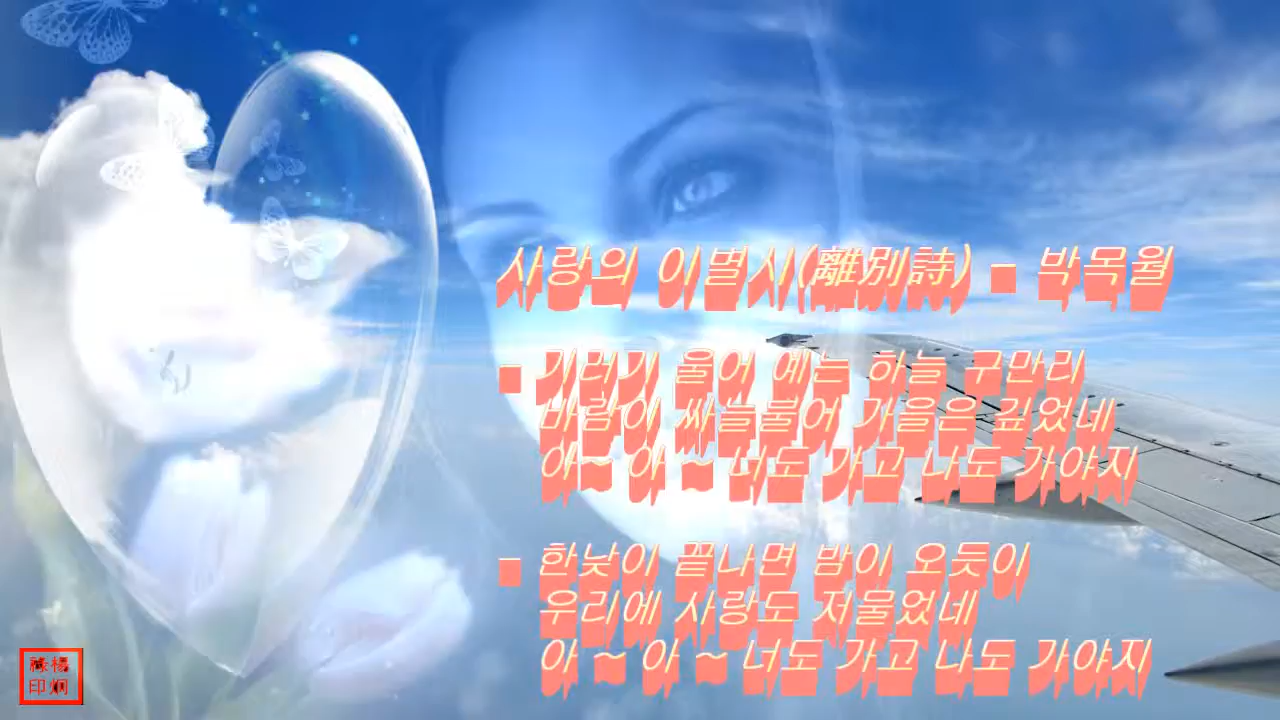 사랑의 이별시(離別詩) - 박목월
- 기러기 울어 예는 하늘 구만리
바람이 싸늘불어 가을은 깊었네
아~ 아 ~ 너도 가고 나도 가야지
- 한낮이 끝나면 밤이 오듯이
우리에 사랑도 저물었네
아 ~ 아 ~ 너도 가고 나도 가야지